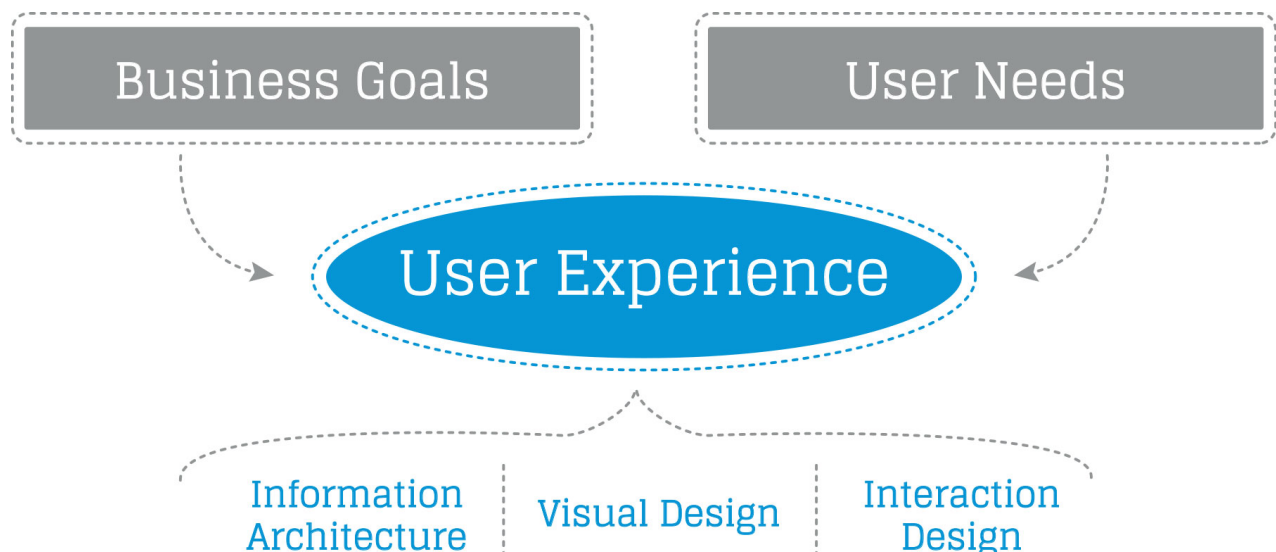 Business Goals
User Needs
User Experience
Information
Architecture
Visual Design
Interaction
Design